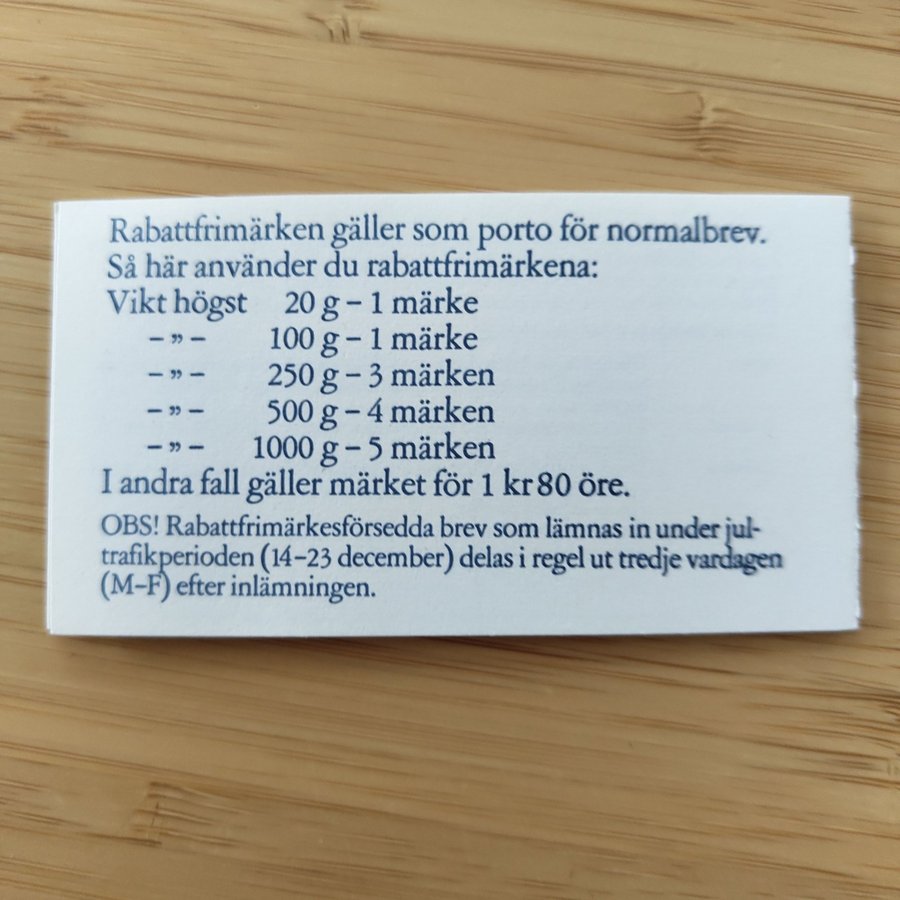 Rabattfrimärken gäller som porto för normalbrev.
Så här använder du rabattfrimärkena:
Vikt högst 20 g – 1 märke
– ” – 100 g – 1 märke
– ” – 250 g – 3 märken
– ” – 500 g – 4 märken
– ” – 1000 g – 5 märken
I andra fall gäller märket för 1 kr 80 öre.
OBS! Rabattfrimärkesförsedda brev som lämnas in under jul-
trafikperioden (14–23 december) delas i regel ut tredje vardagen
(M–F) efter inlämningen.